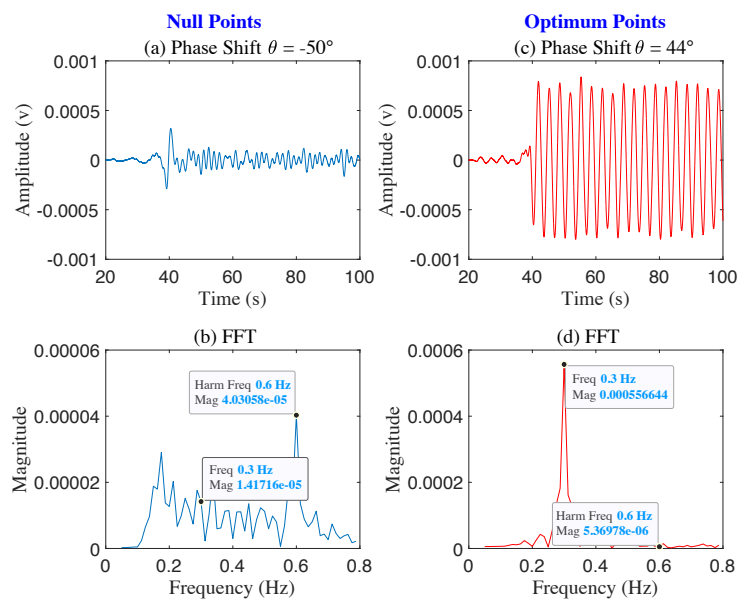 Null Points
(a) Phase Shift θ = -50°
0.001
0.0005
0
-0.0005
-0.001
Amplitude (v)
20 40 60 80 100
Time (s)
Optimum Points
(c) Phase Shift θ = 44°
0.001
0.0005
0
-0.0005
-0.001
Amplitude (v)
20 40 60 80 100
Time (s)
(b) FFT
0.00006
0.00004
0.00002
0
Magnitude
Harm Freq 0.6 Hz
Mag 4.03058e-05
Freq 0.3 Hz
Mag 1.41716e-05
0 0.2 0.4 0.6 0.8
Frequency (Hz)
(d) FFT
0.0006
0.0004
0.0002
0
Magnitude
Freq 0.3 Hz
Mag 0.000556644
Harm Freq 0.6 Hz
Mag 5.36978e-06
0 0.2 0.4 0.6 0.8
Frequency (Hz)